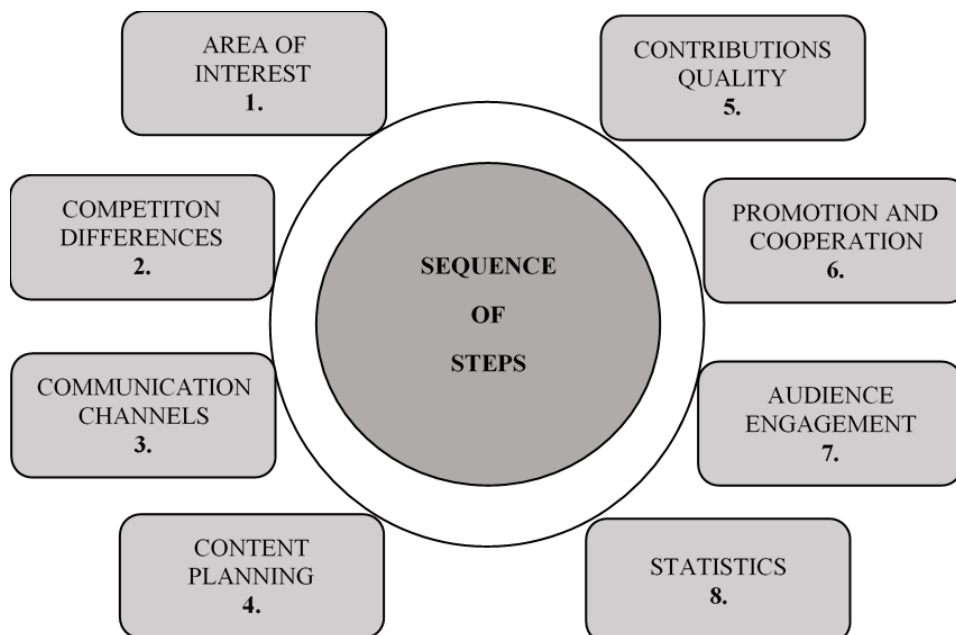 AREA OF
INTEREST
1.
COMPETITON
DIFFERENCES
2.
COMMUNICATION
CHANNELS
3.
CONTENT
PLANNING
4.
SEQUENCE
OF
STEPS
CONTRIBUTIONS
QUALITY
5.
PROMOTION AND
COOPERATION
6.
AUDIENCE
ENGAGEMENT
7.
STATISTICS
8.